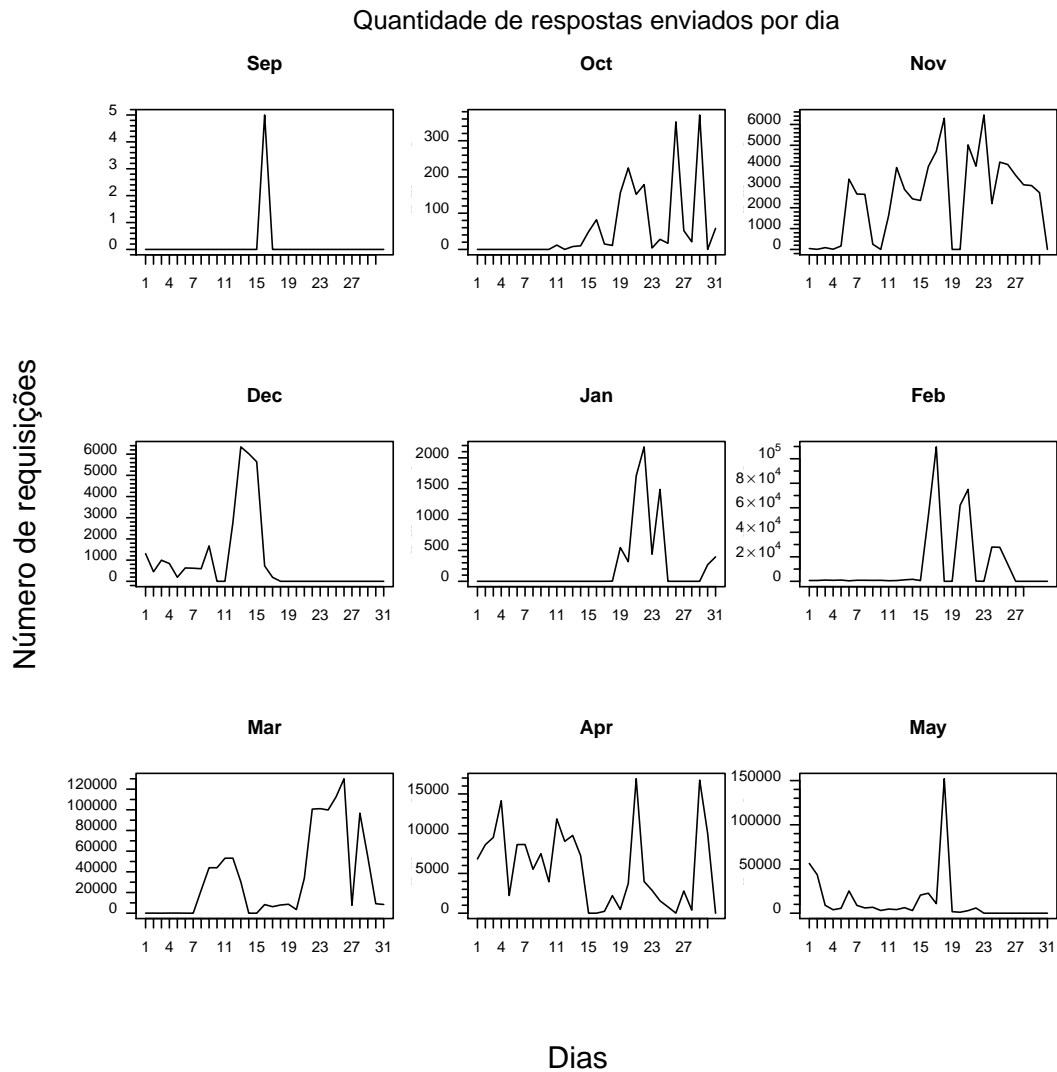 Quantidade de respostas enviados por dia
Sep
Oct
Nov
5
4
3
2
1
0
1 4 7 11 15 19 23 27
300
200
100
0
1 4 7 11 15 19 23 27 31
6000
5000
4000
3000
2000
1000
0
1 4 7 11 15 19 23 27
Número de requisições
Dec
Jan
Feb
6000
5000
4000
3000
2000
1000
0
1 4 7 11 15 19 23 27 31
2000
1500
1000
500
0
1 4 7 11 15 19 23 27 31
10⁵
8×10⁴
6×10⁴
4×10⁴
2×10⁴
0
1 4 7 11 15 19 23 27
Mar
Apr
May
120000
100000
80000
60000
40000
20000
0
1 4 7 11 15 19 23 27 31
15000
10000
5000
0
1 4 7 11 15 19 23 27
150000
100000
50000
0
1 4 7 11 15 19 23 27 31
Dias